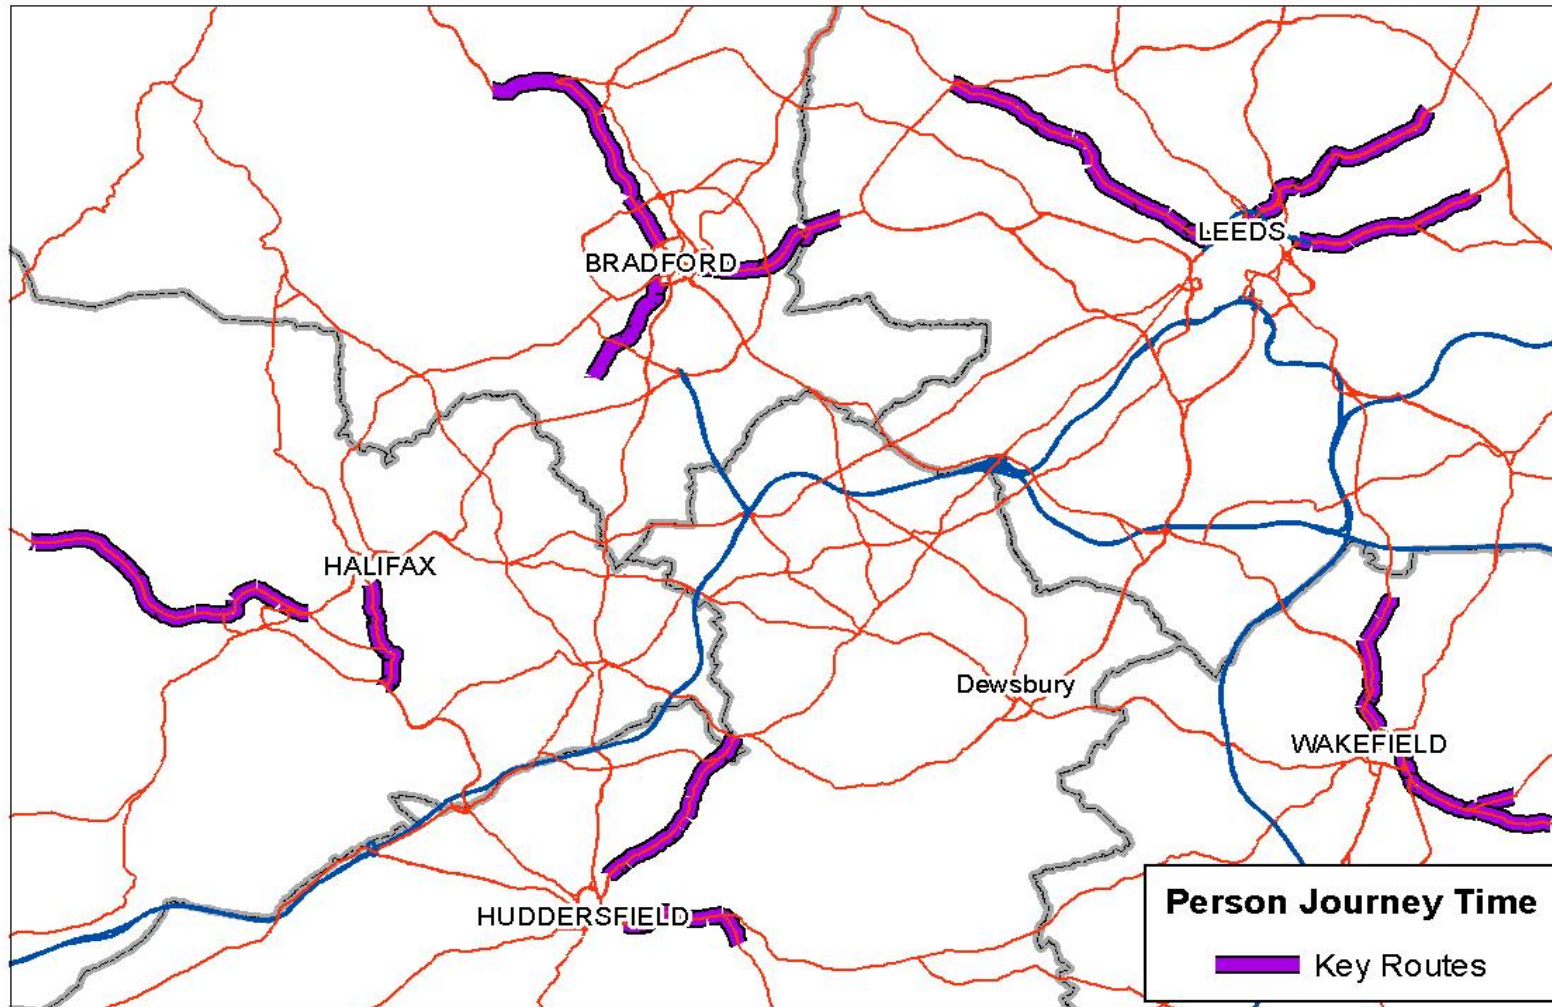 LEEDS
BRADFORD
HALIFAX
Dewsbury
WAKEFIELD
HUDDERSFIELD
Person Journey Time
Key Routes